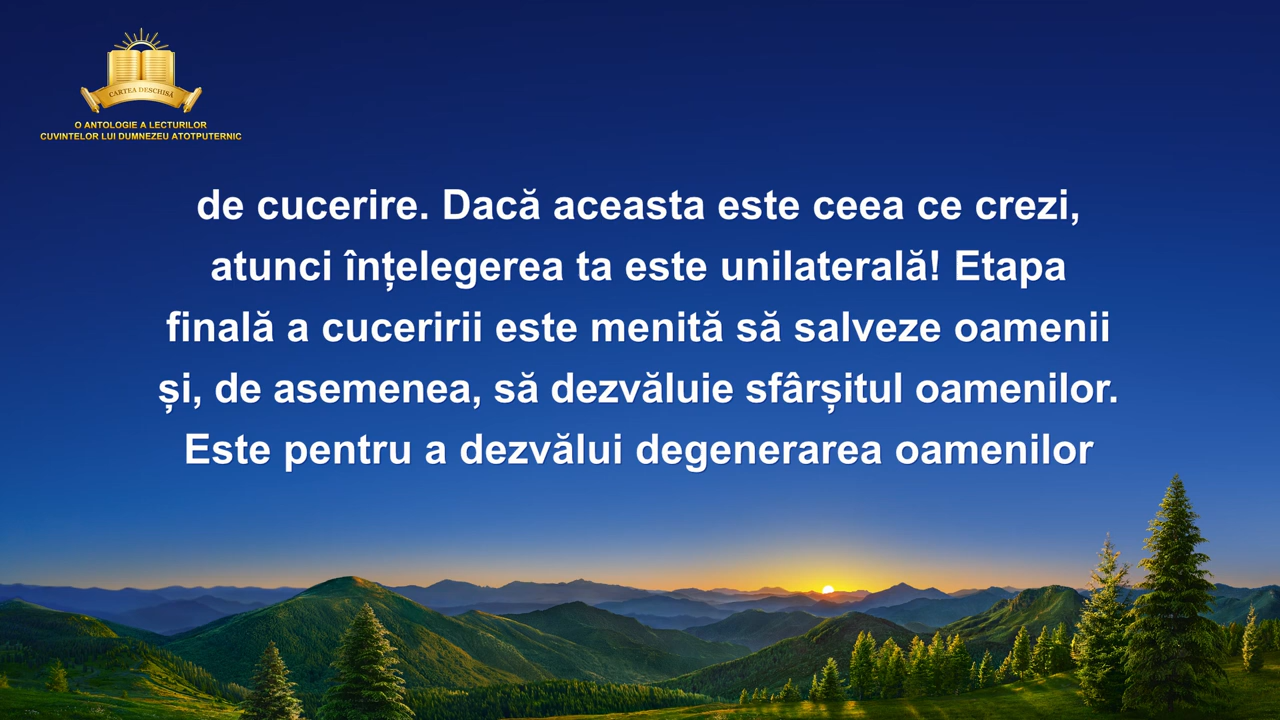 CARTEA DESCHISĂ
O ANTOLOGIE A LECTURILOR
CUVINTELOR LUI DUMNEZEU ATOTPUTERNIC
de cucerire. Dacă aceasta este ceea ce crezi,
atunci înțelegerea ta este unilaterală! Etapa
finală a cuceririi este menită să salveze oamenii
și, de asemenea, să dezvăluie sfârșitul oamenilor.
Este pentru a dezvălui degenerarea oamenilor